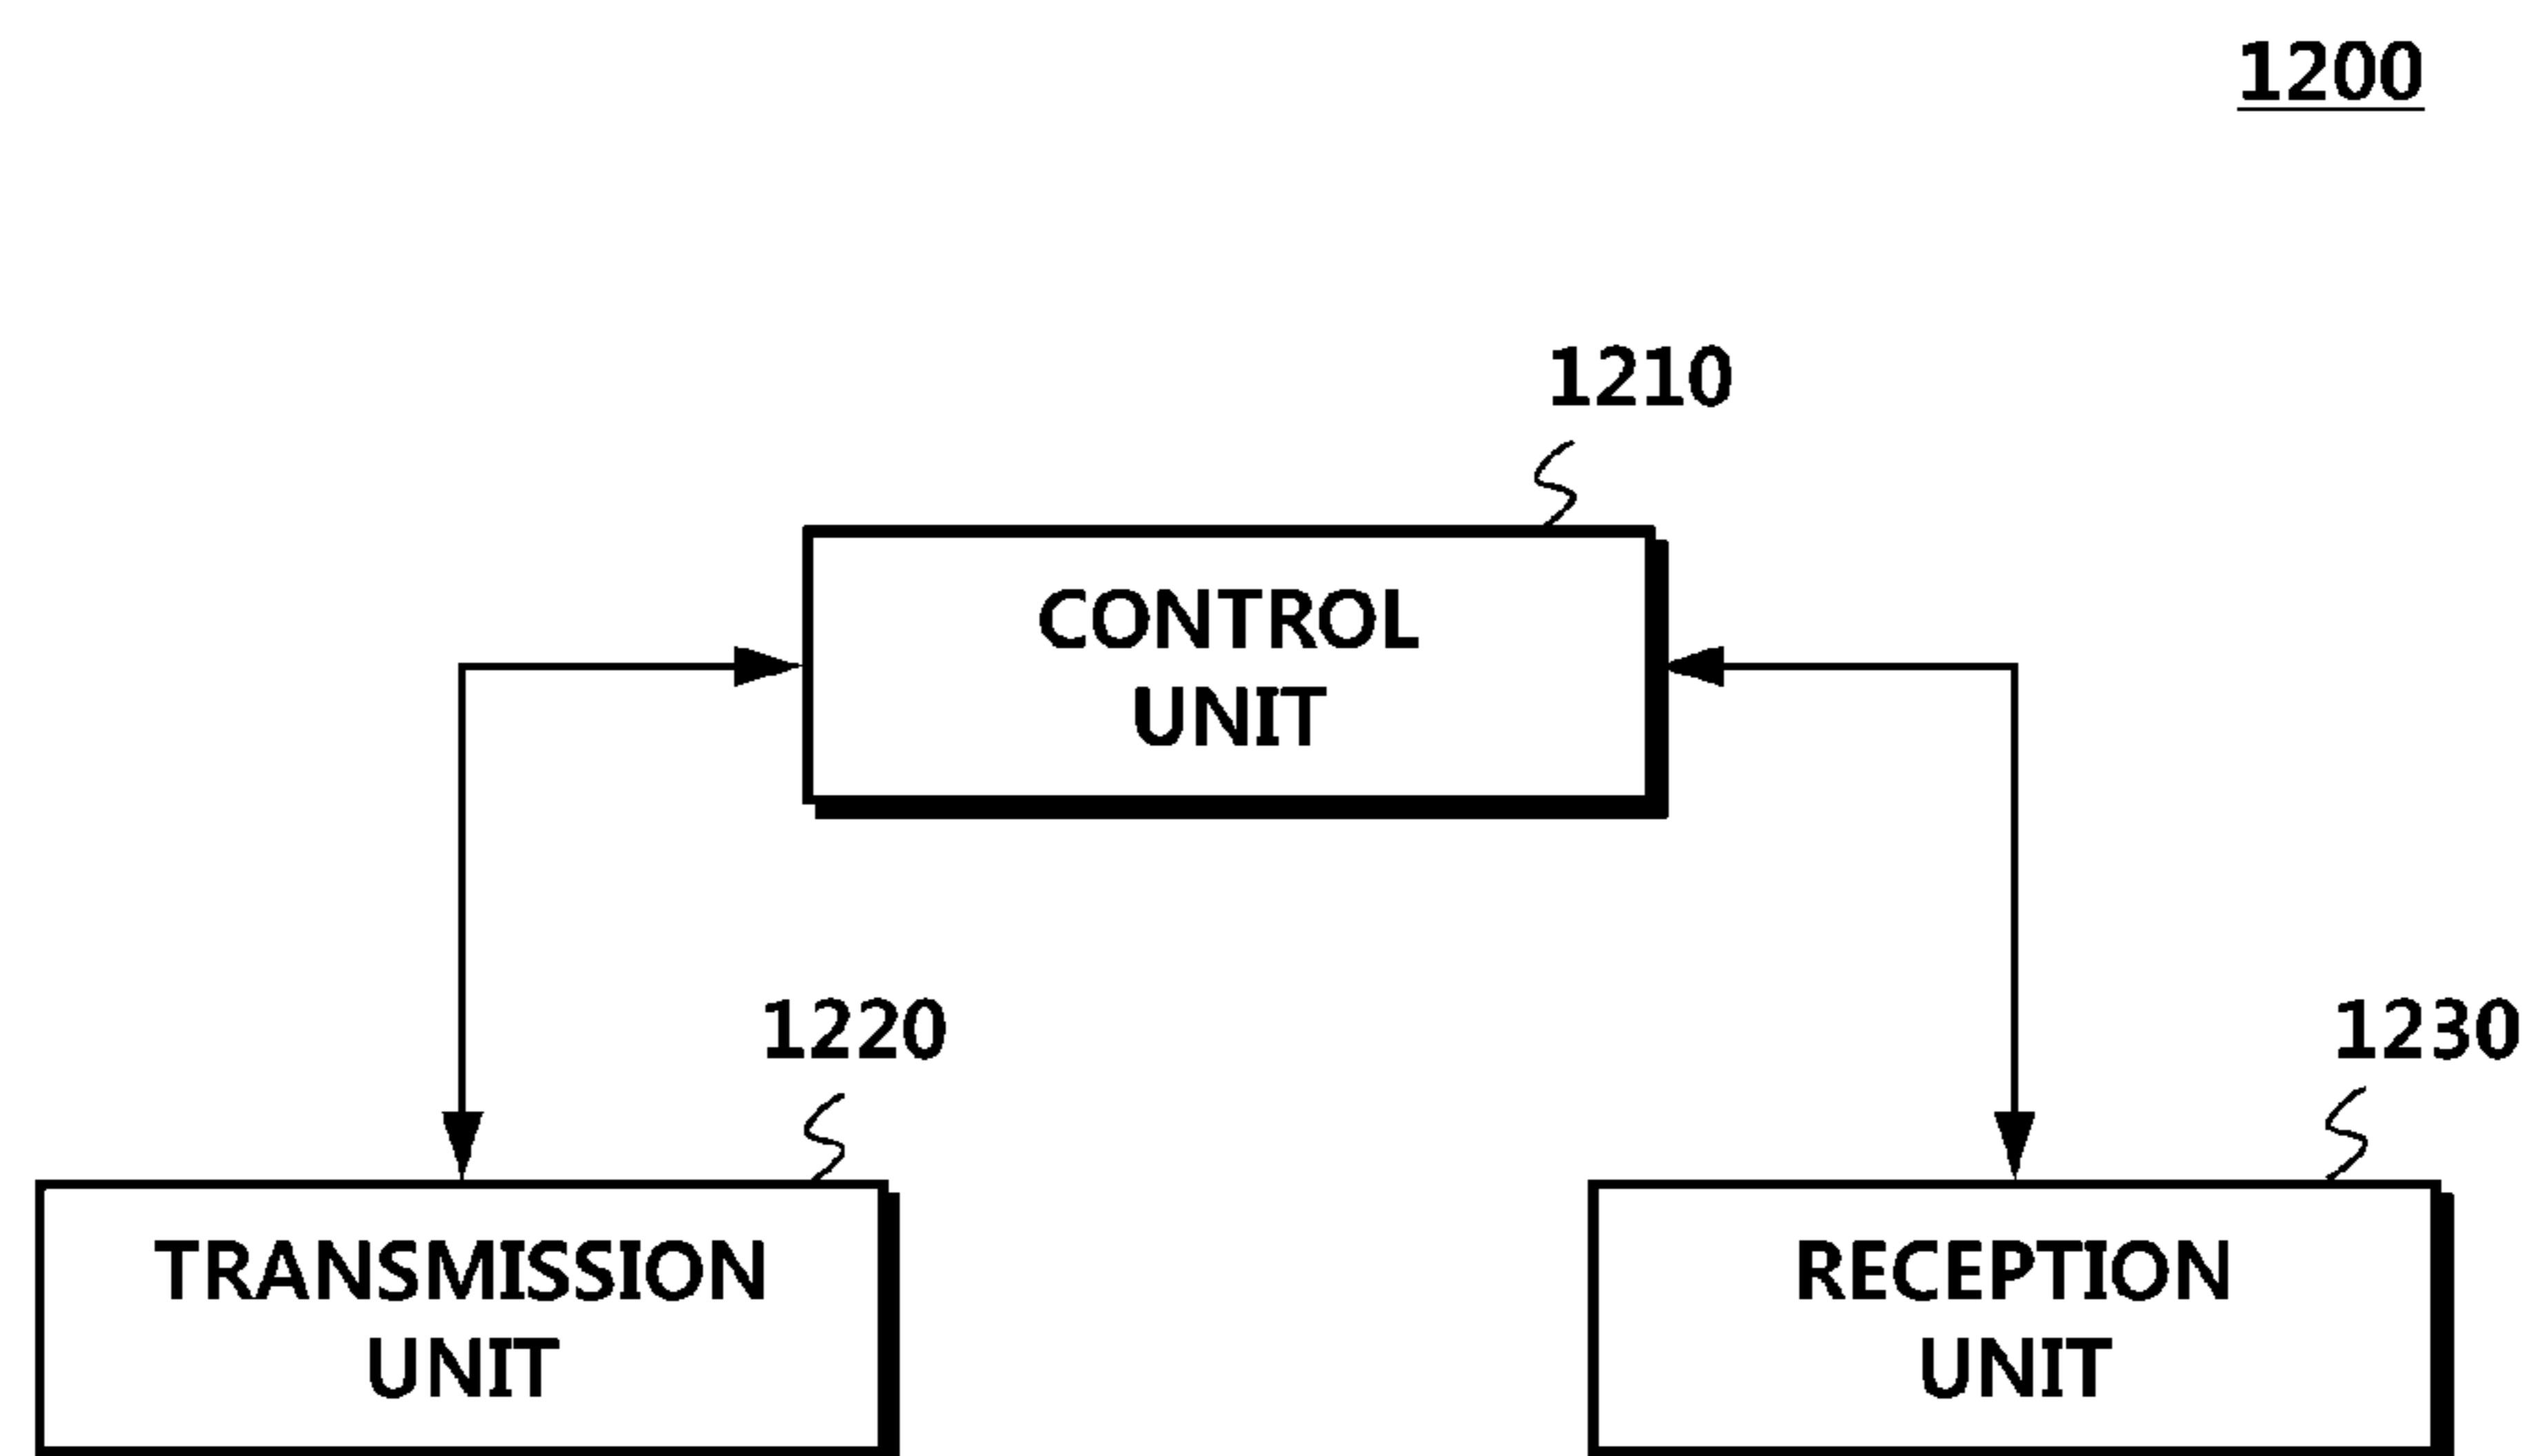 1200
1210
CONTROL
UNIT
1220
1230
TRANSMISSION
UNIT
RECEPTION
UNIT